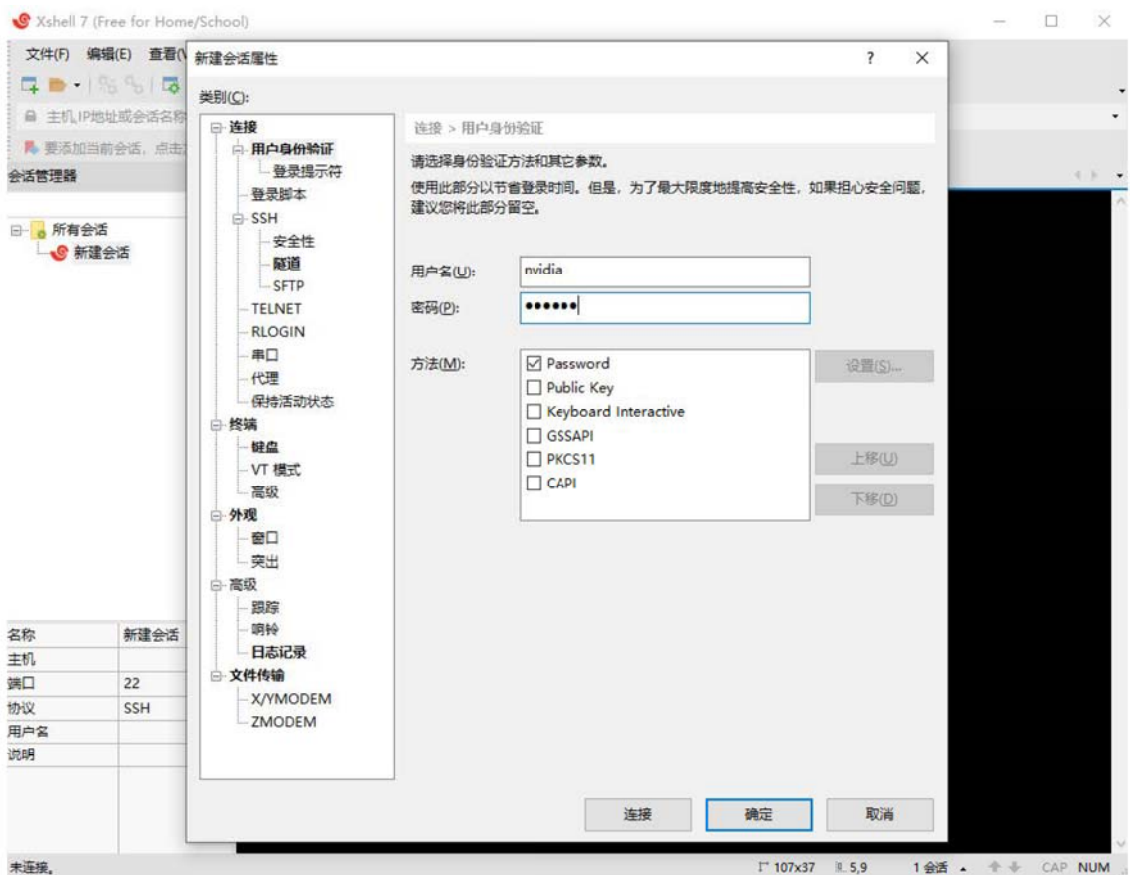 Xshell 7 (Free for Home/School)
文件(F) 编辑(E) 查看(V
主机,IP地址或会话名称
要添加当前会话, 点击
会话管理器
所有会话
新建会话
名称 新建会话
主机
端口 22
协议 SSH
用户名
说明
新建会话属性
? ×
类别(C):
连接
用户身份验证
登录提示符
登录脚本
SSH
安全性
隧道
SFTP
TELNET
RLOGIN
串口
代理
保持活动状态
终端
键盘
VT 模式
高级
外观
窗口
突出
高级
跟踪
响铃
日志记录
文件传输
X/YMODEM
ZMODEM
连接 > 用户身份验证
请选择身份验证方法和其它参数。
使用此部分以节省登录时间。但是, 为了最大限度地提高安全性, 如果担心安全问题,
建议您将此部分留空。
用户名(U): nvidia
密码(P): ●●●●●●
方法(M):
Password
Public Key
Keyboard Interactive
GSSAPI
PKCS11
CAPI
设置(S)...
上移(U)
下移(D)
连接 确定 取消
未连接。 107x37 5,9 1 会话 CAP NUM